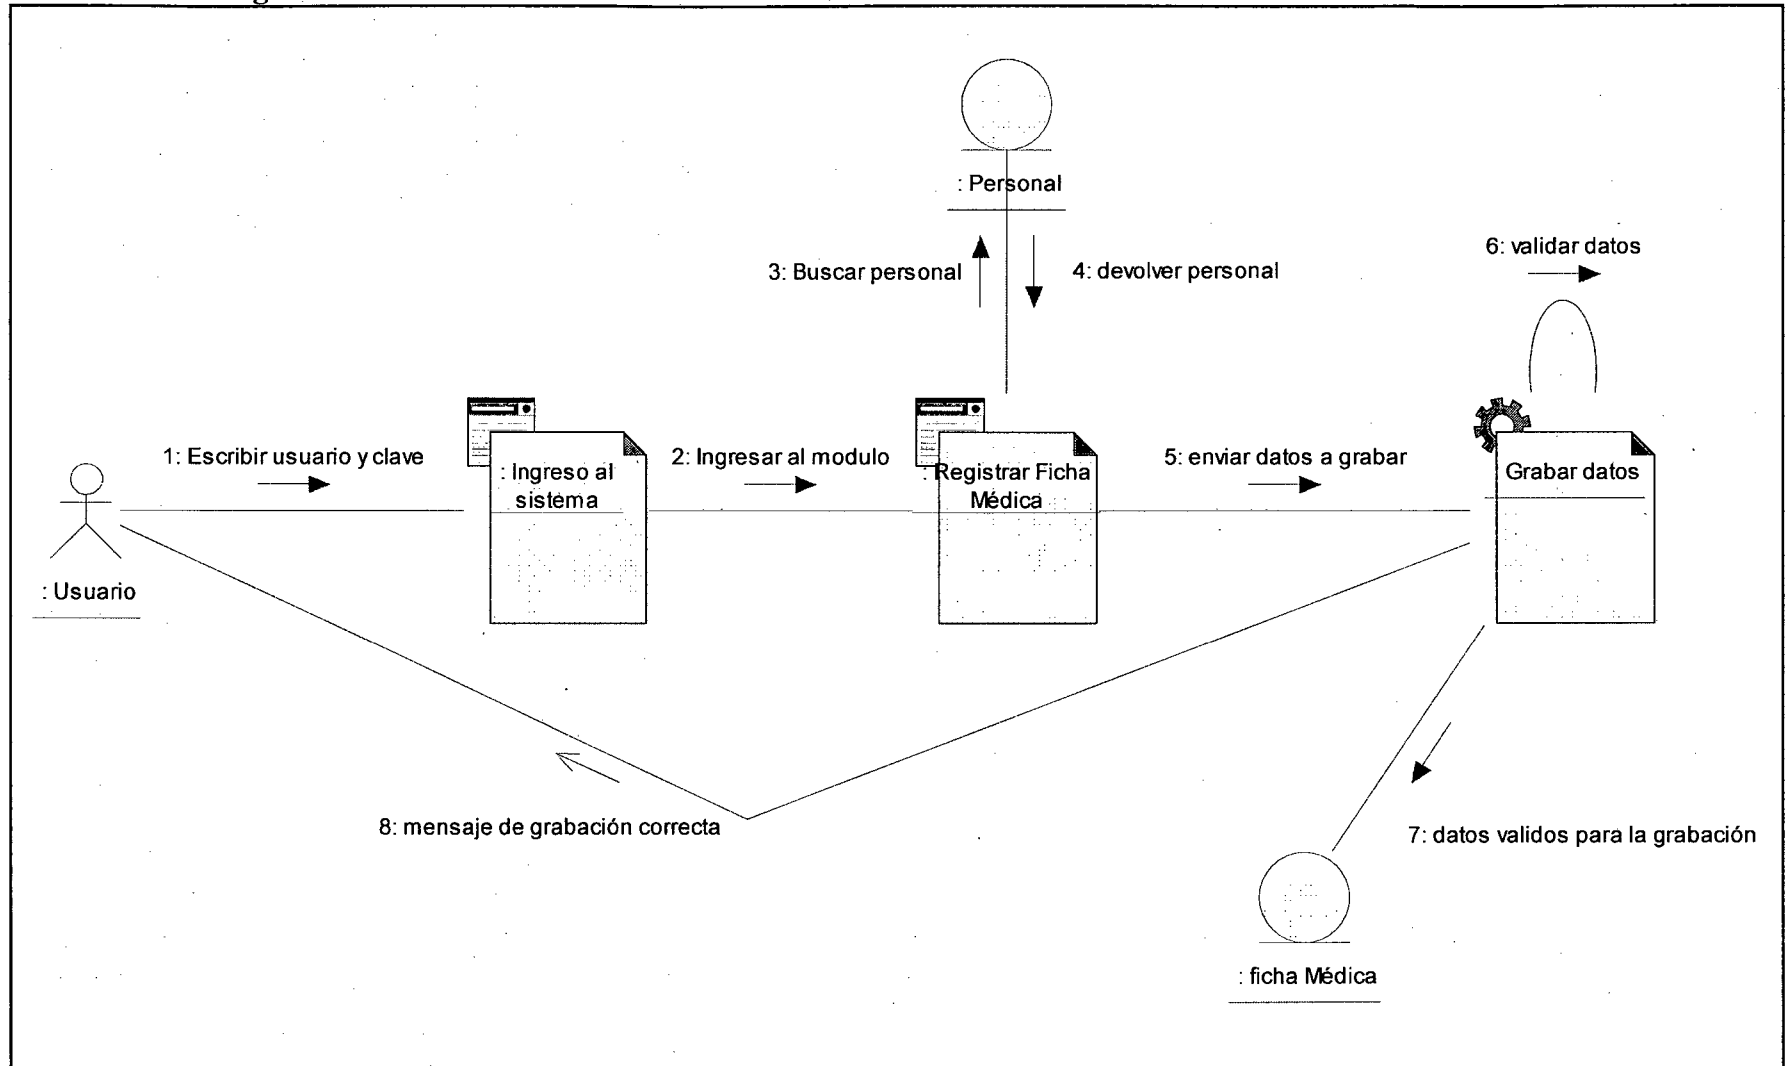 : Personal
6: validar datos
3: Buscar personal
4: devolver personal
1: Escribir usuario y clave
2: Ingresar al modulo
5: enviar datos a grabar
: Ingreso al
sistema
: Registrar Ficha
Médica
Grabar datos
: Usuario
8: mensaje de grabación correcta
7: datos validos para la grabación
: ficha Médica